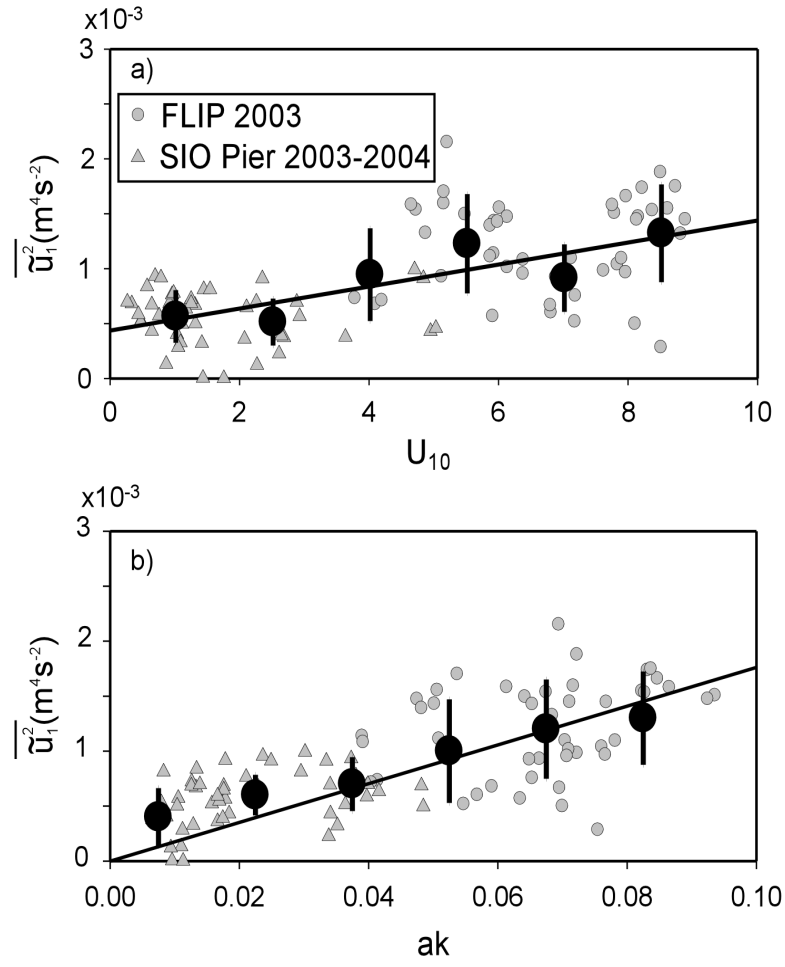 x10⁻³
3
a)
FLIP 2003
SIO Pier 2003-2004
2
1
0
ũ₁² (m⁴s⁻²)
0 2 4 6 8 10
U₁₀
x10⁻³
3
b)
2
1
0
ũ₁² (m⁴s⁻²)
0.00 0.02 0.04 0.06 0.08 0.10
ak